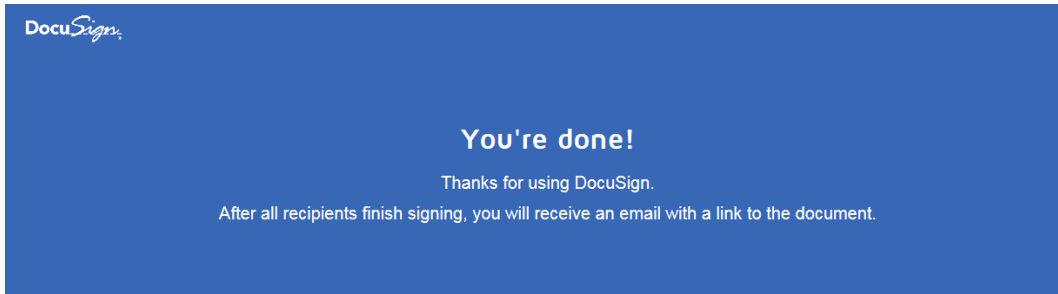 DocuSign
You're done!
Thanks for using DocuSign.
After all recipients finish signing, you will receive an email with a link to the document.